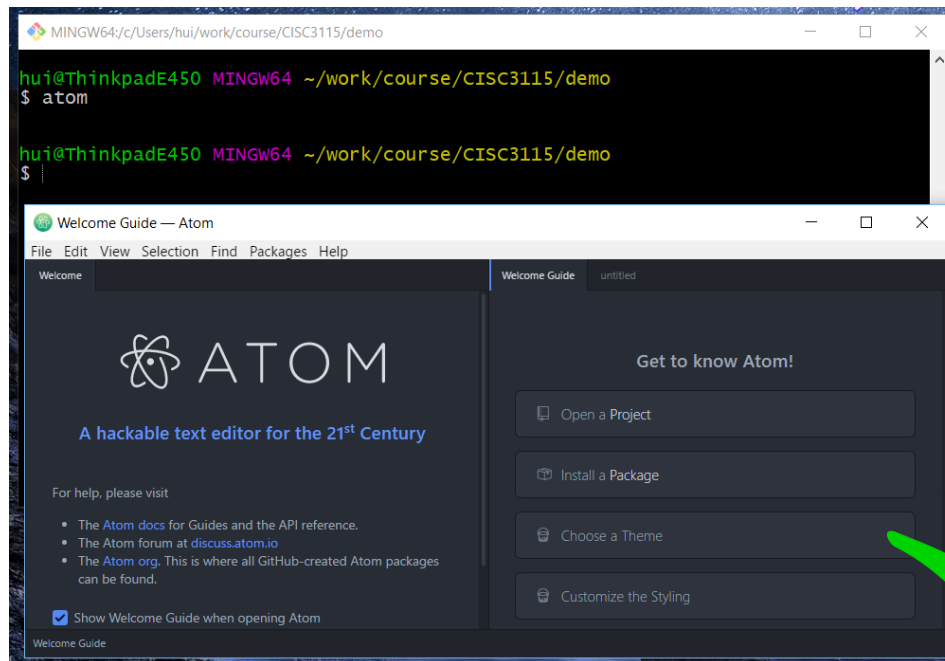 MINGW64:/c/Users/hui/work/course/CISC3115/demo
hui@ThinkpadE450 MINGW64 ~/work/course/CISC3115/demo
$ atom
hui@ThinkpadE450 MINGW64 ~/work/course/CISC3115/demo
$
Welcome Guide — Atom
File Edit View Selection Find Packages Help
Welcome
ATOM
A hackable text editor for the 21st Century
For help, please visit
• The Atom docs for Guides and the API reference.
• The Atom forum at discuss.atom.io
• The Atom org. This is where all GitHub-created Atom packages
can be found.
Show Welcome Guide when opening Atom
Welcome Guide untitled
Get to know Atom!
Open a Project
Install a Package
Choose a Theme
Customize the Styling
Welcome Guide